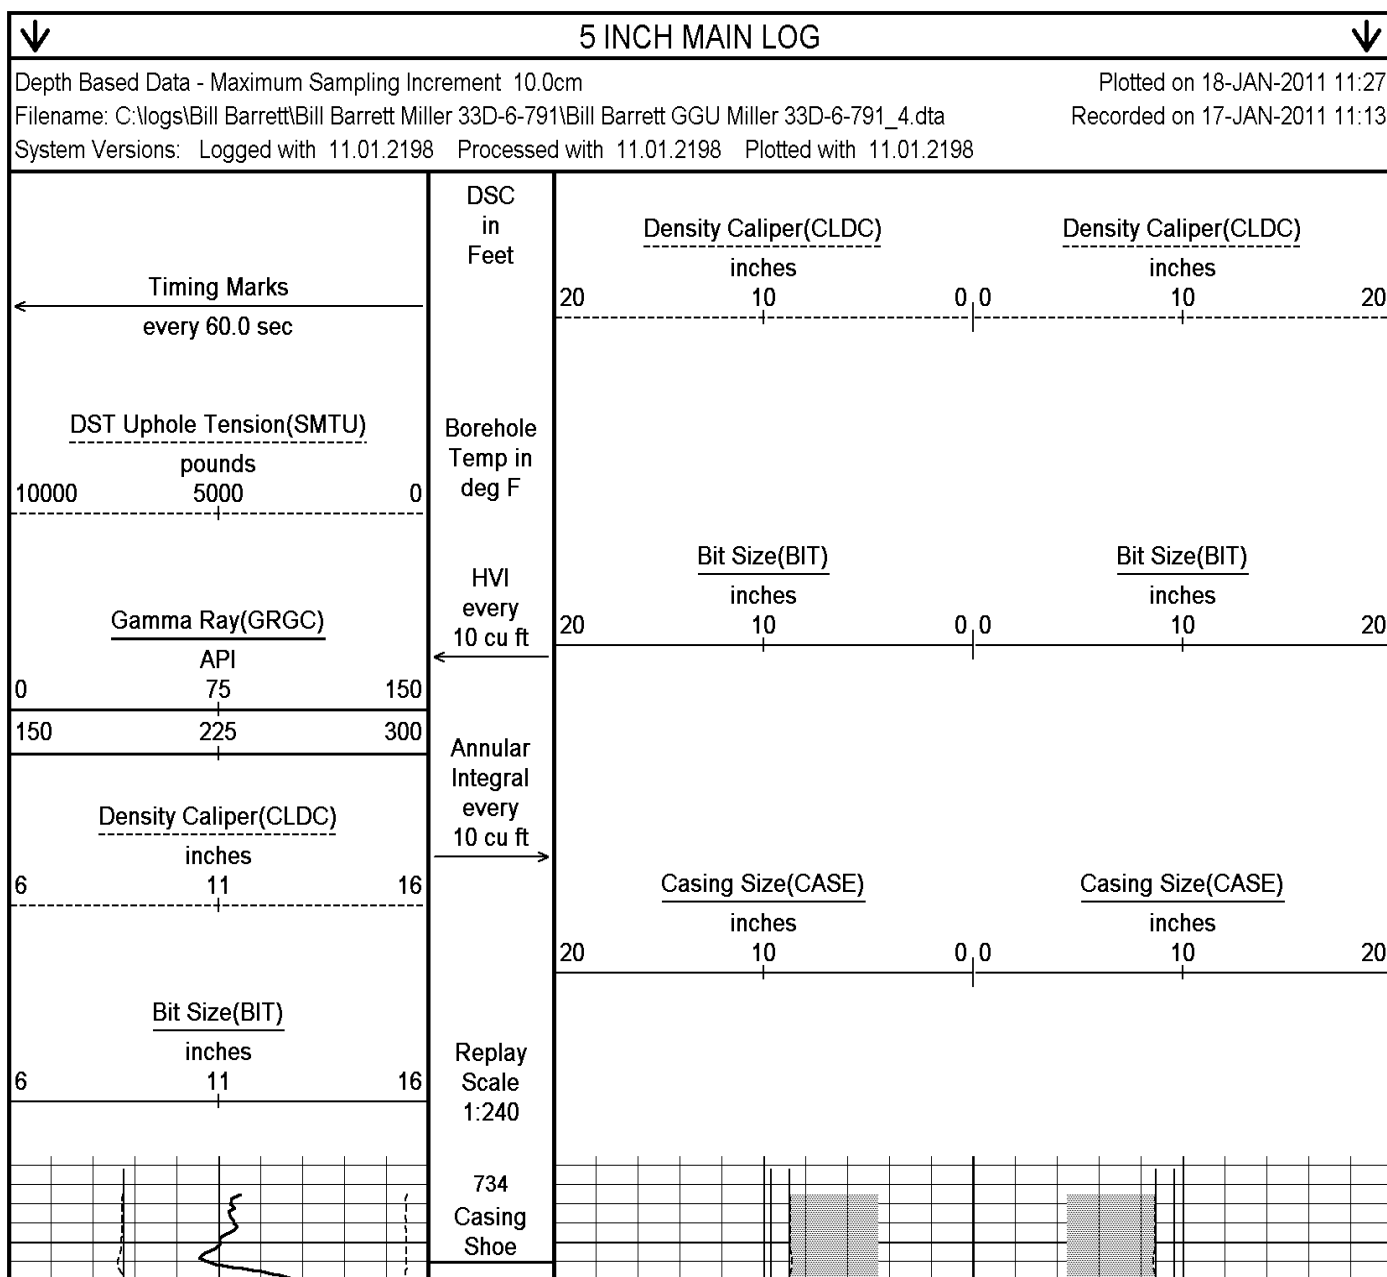 5 INCH MAIN LOG
Depth Based Data - Maximum Sampling Increment 10.0cm
Plotted on 18-JAN-2011 11:27
Filename: C:\logs\Bill Barrett\Bill Barrett Miller 33D-6-791\Bill Barrett GGU Miller 33D-6-791_4.dta
Recorded on 17-JAN-2011 11:13
System Versions: Logged with 11.01.2198 Processed with 11.01.2198 Plotted with 11.01.2198
Timing Marks
every 60.0 sec
DST Uphole Tension(SMTU)
pounds
10000 5000 0
Gamma Ray(GRGC)
API
0 75 150
150 225 300
Density Caliper(CLDC)
inches
6 11 16
Bit Size(BIT)
inches
6 11 16
DSC
in
Feet
Borehole
Temp in
deg F
HVI
every
10 cu ft
Annular
Integral
every
10 cu ft
Replay
Scale
1:240
734
Casing
Shoe
Density Caliper(CLDC) Density Caliper(CLDC)
inches inches
20 10 0 0 10 20
Bit Size(BIT) Bit Size(BIT)
inches inches
20 10 0 0 10 20
Casing Size(CASE) Casing Size(CASE)
inches inches
20 10 0 0 10 20